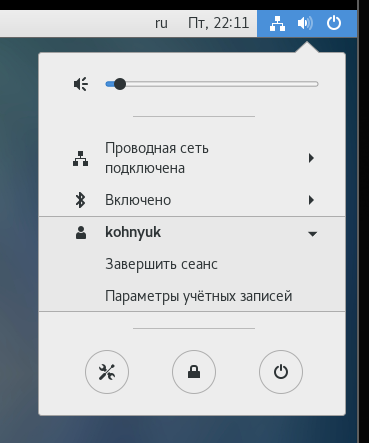 ru Пт, 22:11
Проводная сеть
подключена
Включено
kohnyuk
Завершить сеанс
Параметры учётных записей